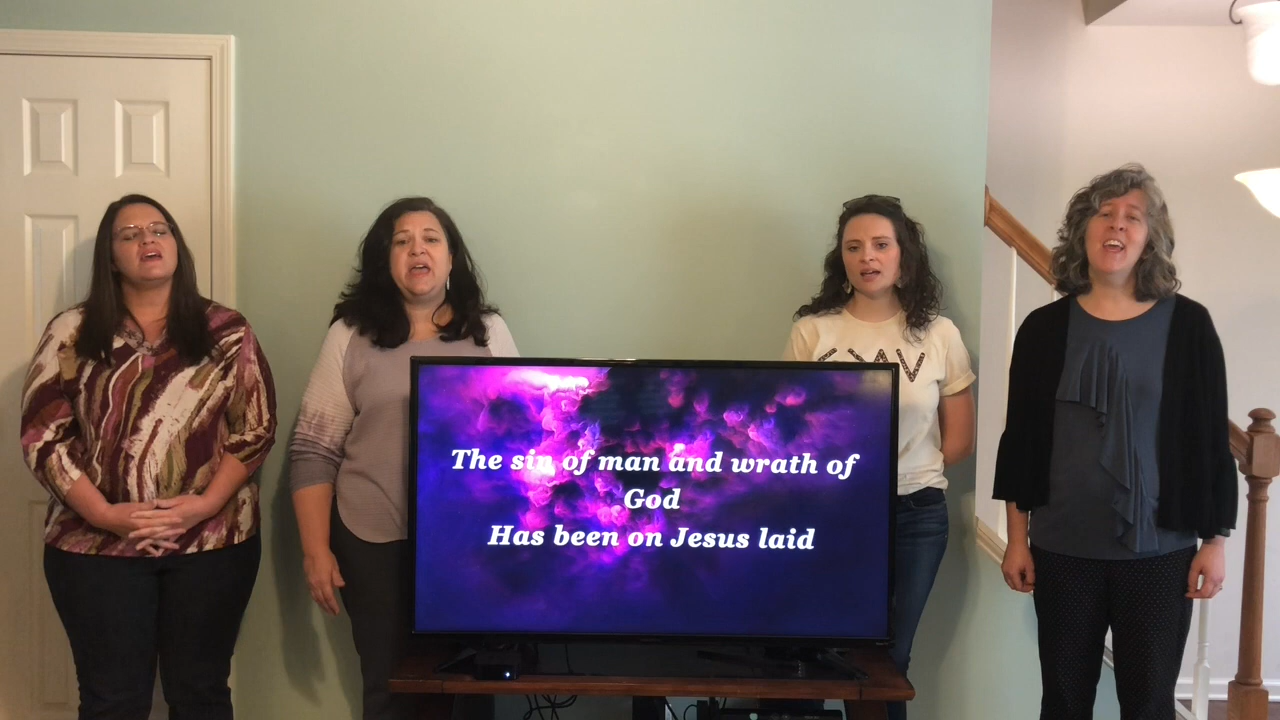 The sin of man and wrath of
God
Has been on Jesus laid